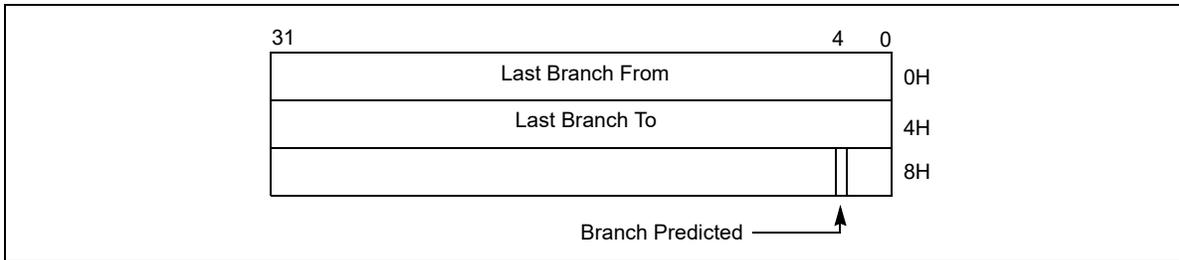 31 4 0
Last Branch From 0H
Last Branch To 4H
8H
Branch Predicted